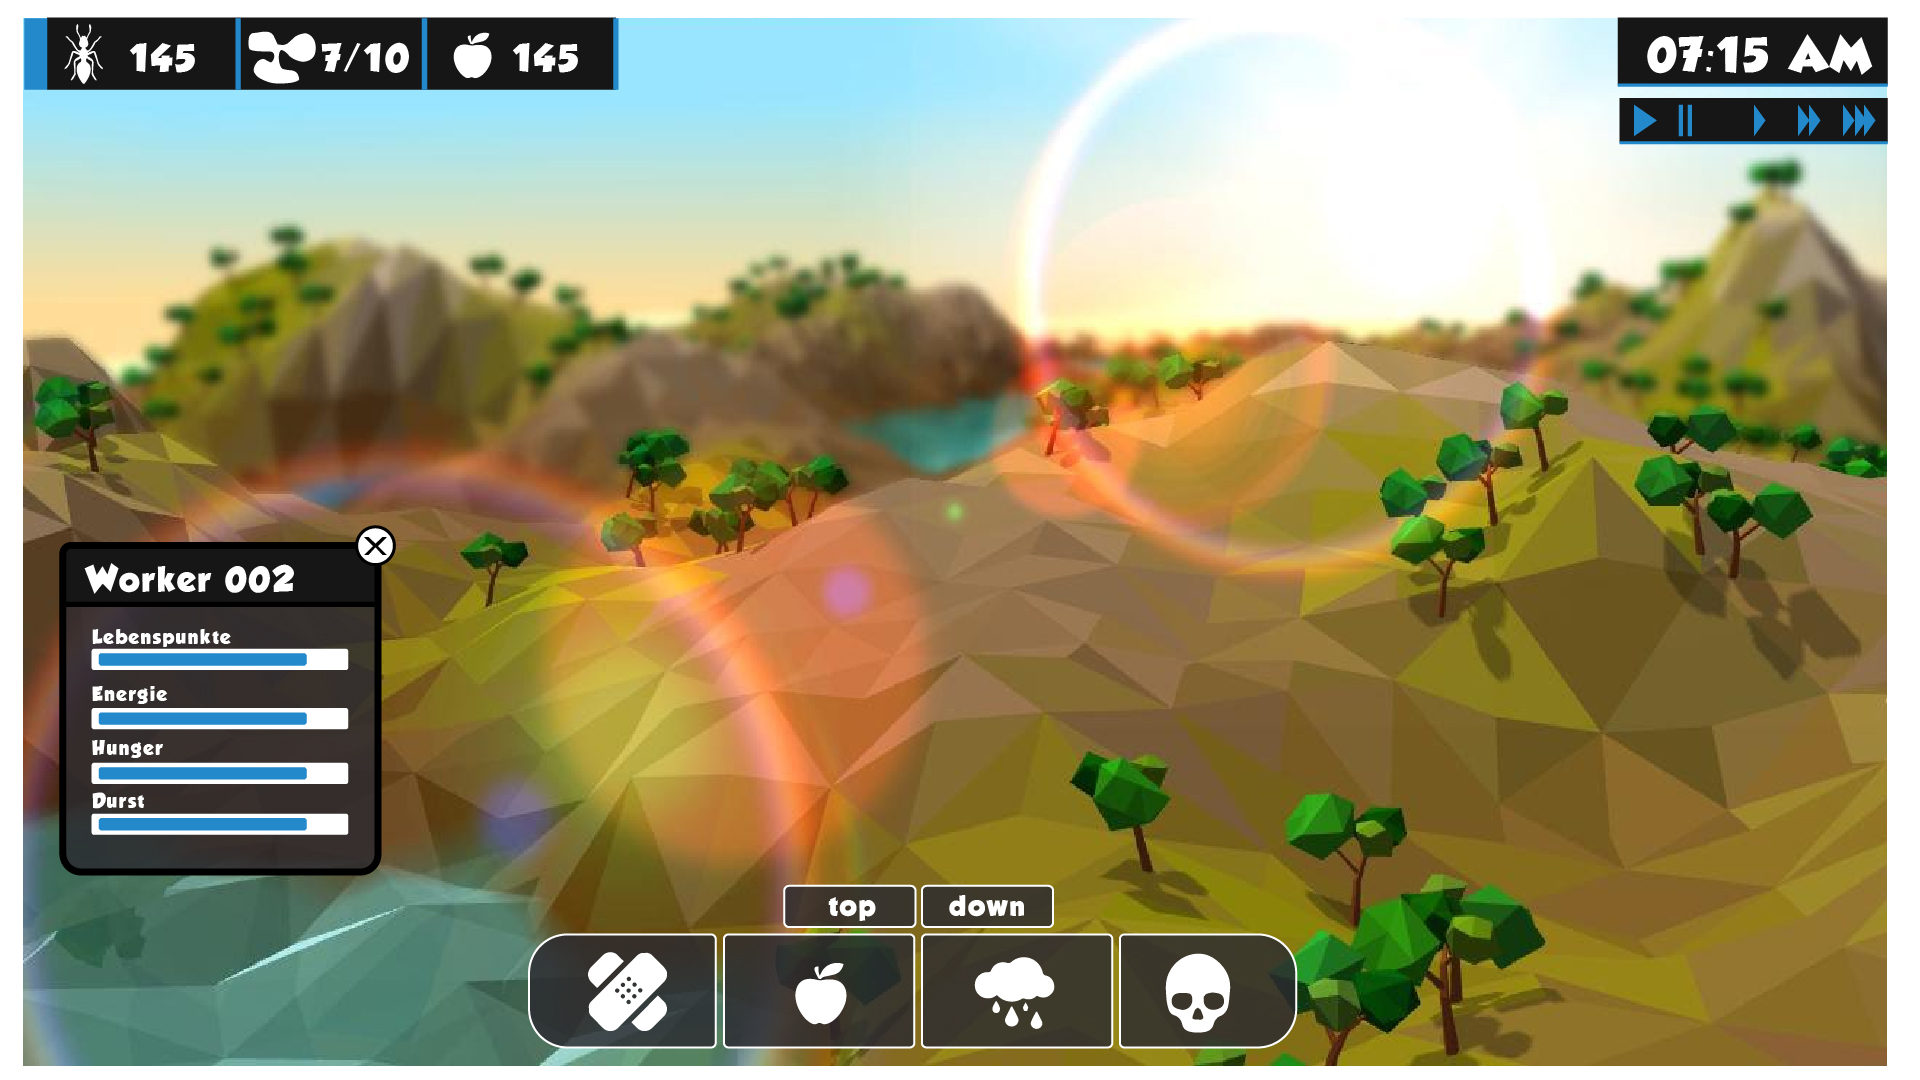 145
7/10
145
07:15 AM
Worker 002
Lebenspunkte
Energie
Hunger
Durst
top
down